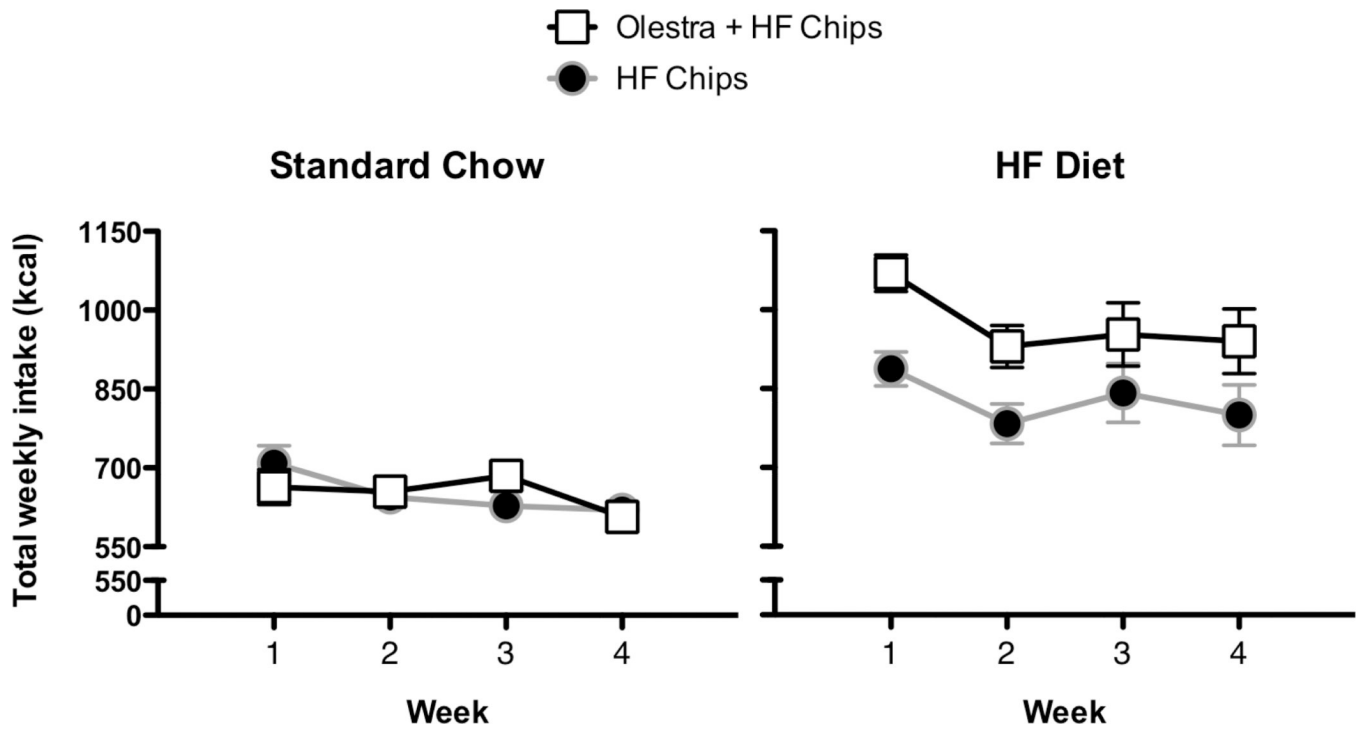 Olestra + HF Chips
HF Chips
Standard Chow
HF Diet
Total weekly intake (kcal)
1150
1000
850
700
550
550
0
1 2 3 4
1 2 3 4
Week
Week